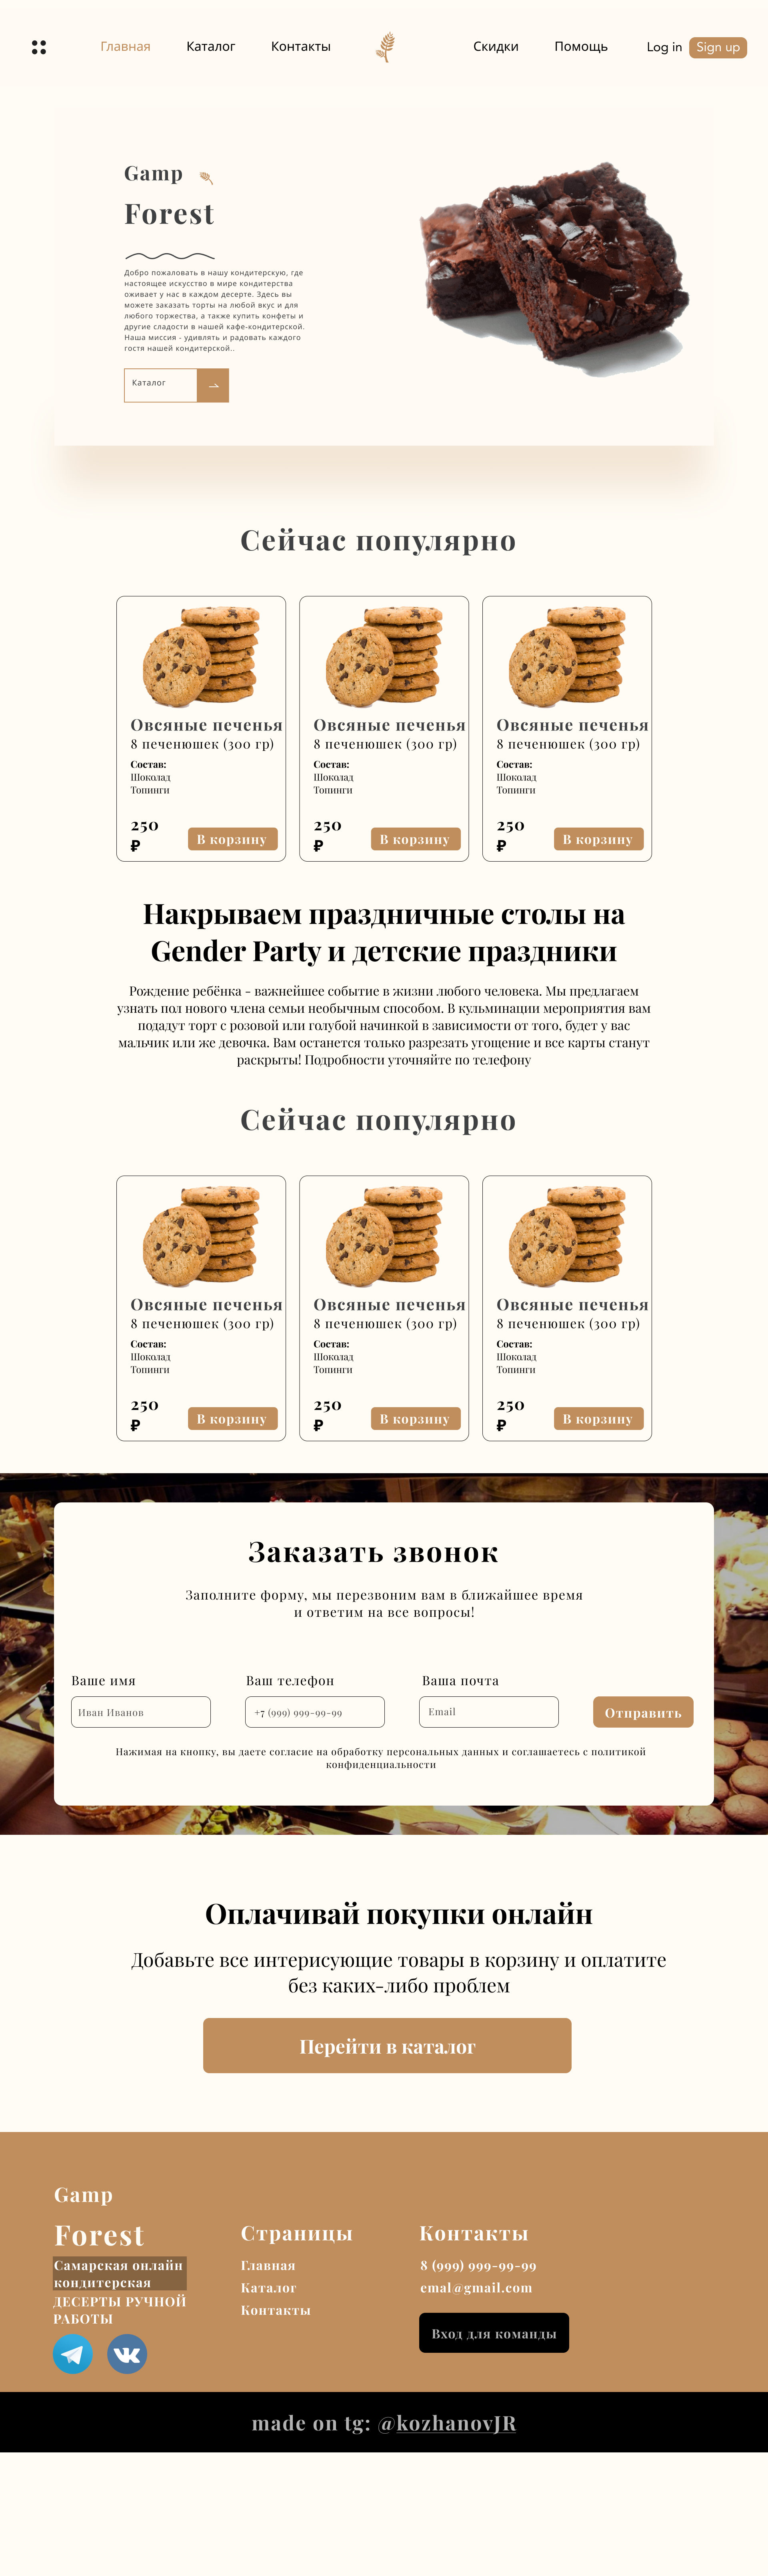 Главная Каталог Контакты Скидки Помощь Log in Sign up
Gamp
Forest
Добро пожаловать в нашу кондитерскую, где
настоящее искусство в мире кондитерства
оживает у нас в каждом десерте. Здесь вы
можете заказать торты на любой вкус и для
любого торжества, а также купить конфеты и
другие сладости в нашей кафе-кондитерской.
Наша миссия - удивлять и радовать каждого
гостя нашей кондитерской..
Каталог
Сейчас популярно
Овсяные печенья
8 печенюшек (300 гр)
Состав:
Шоколад
Топинги
250
₽
В корзину
Овсяные печенья
8 печенюшек (300 гр)
Состав:
Шоколад
Топинги
250
₽
В корзину
Овсяные печенья
8 печенюшек (300 гр)
Состав:
Шоколад
Топинги
250
₽
В корзину
Накрываем праздничные столы на
Gender Party и детские праздники
Рождение ребёнка - важнейшее событие в жизни любого человека. Мы предлагаем
узнать пол нового члена семьи необычным способом. В кульминации мероприятия вам
подадут торт с розовой или голубой начинкой в зависимости от того, будет у вас
мальчик или же девочка. Вам останется только разрезать угощение и все карты станут
раскрыты! Подробности уточняйте по телефону
Сейчас популярно
Овсяные печенья
8 печенюшек (300 гр)
Состав:
Шоколад
Топинги
250
₽
В корзину
Овсяные печенья
8 печенюшек (300 гр)
Состав:
Шоколад
Топинги
250
₽
В корзину
Овсяные печенья
8 печенюшек (300 гр)
Состав:
Шоколад
Топинги
250
₽
В корзину
Заказать звонок
Заполните форму, мы перезвоним вам в ближайшее время
и ответим на все вопросы!
Ваше имя
Иван Иванов
Ваш телефон
+7 (999) 999-99-99
Ваша почта
Email
Отправить
Нажимая на кнопку, вы даете согласие на обработку персональных данных и соглашаетесь с политикой
конфиденциальности
Оплачивай покупки онлайн
Добавьте все интерисующие товары в корзину и оплатите
без каких-либо проблем
Перейти в каталог
Gamp
Forest
Самарская онлайн
кондитерская
ДЕСЕРТЫ РУЧНОЙ
РАБОТЫ
Страницы
Главная
Каталог
Контакты
Контакты
8 (999) 999-99-99
emal@gmail.com
Вход для команды
made on tg: @kozhanovJR